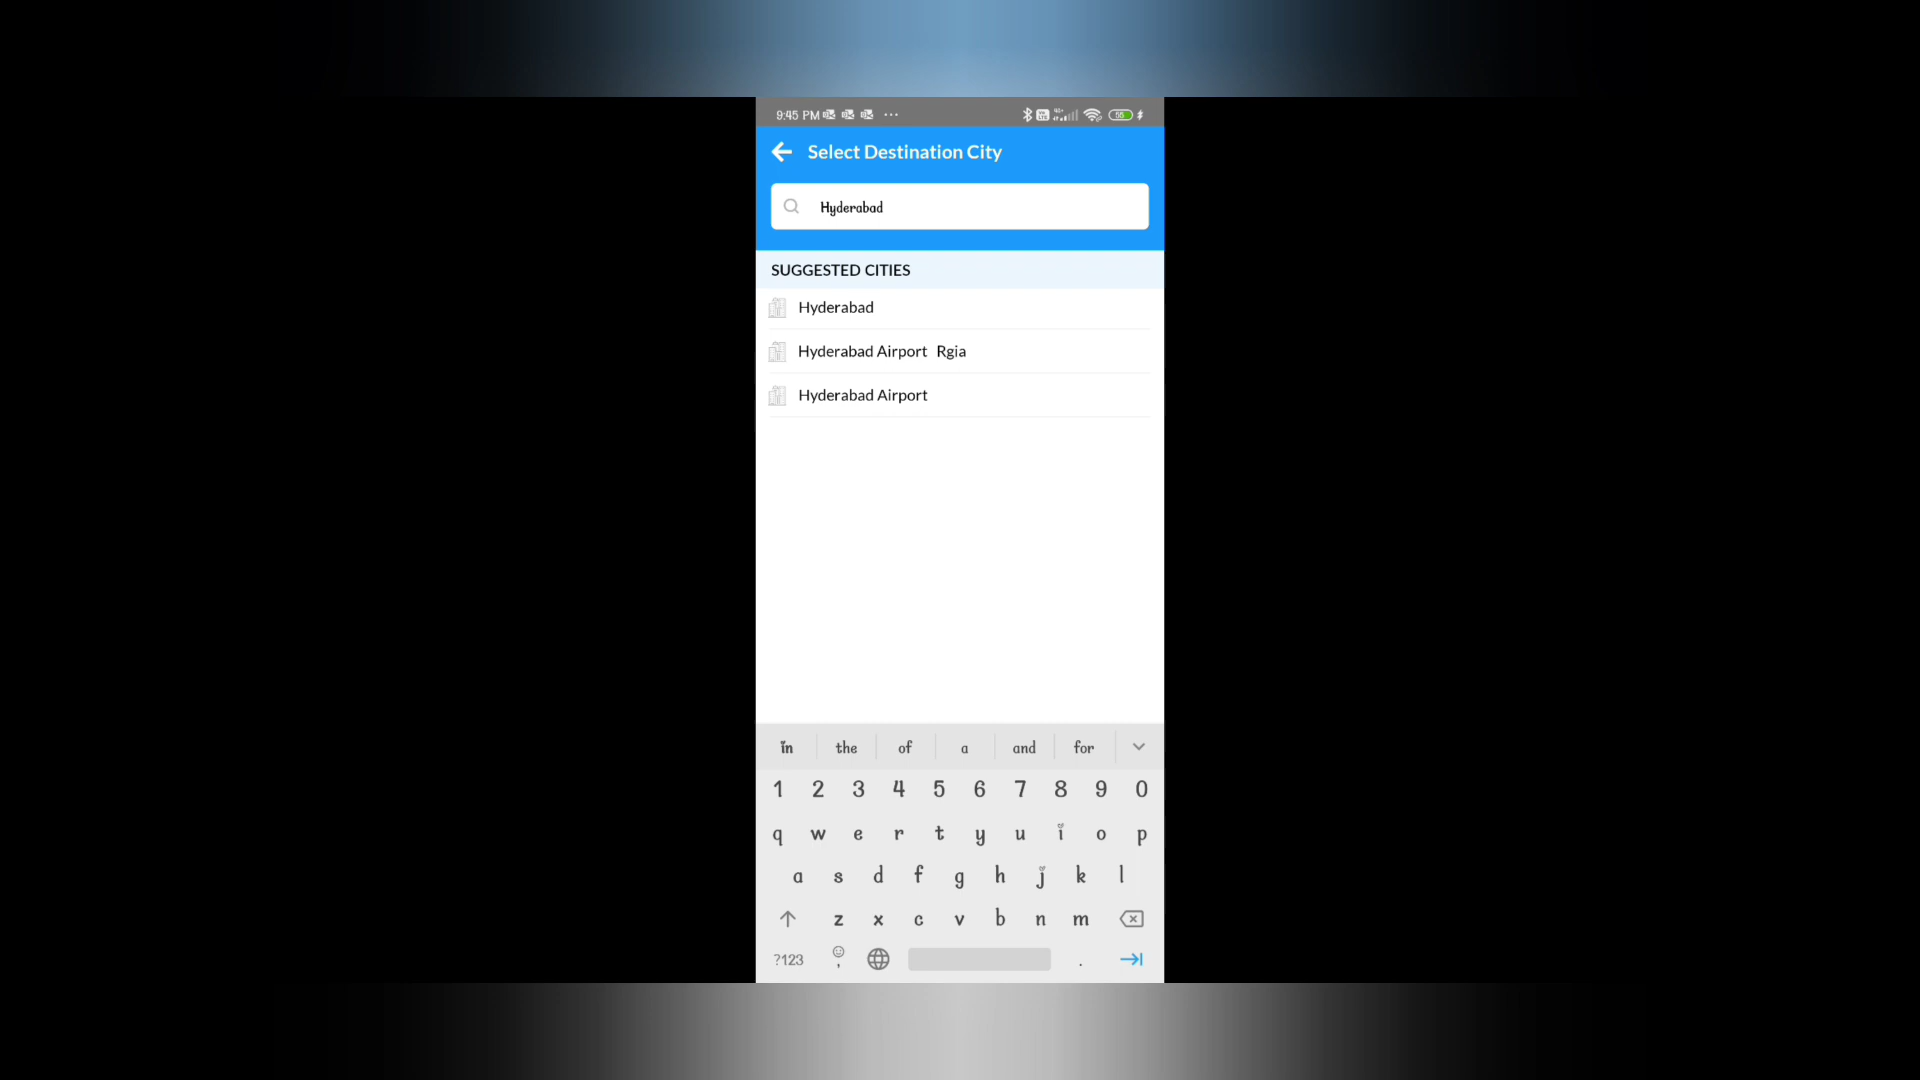 9:45 PM
Select Destination City
Hyderabad
SUGGESTED CITIES
Hyderabad
Hyderabad Airport Rgia
Hyderabad Airport
in the of a and for
1 2 3 4 5 6 7 8 9 0
q w e r t y u i o p
a s d f g h j k l
z x c v b n m
?123 , .